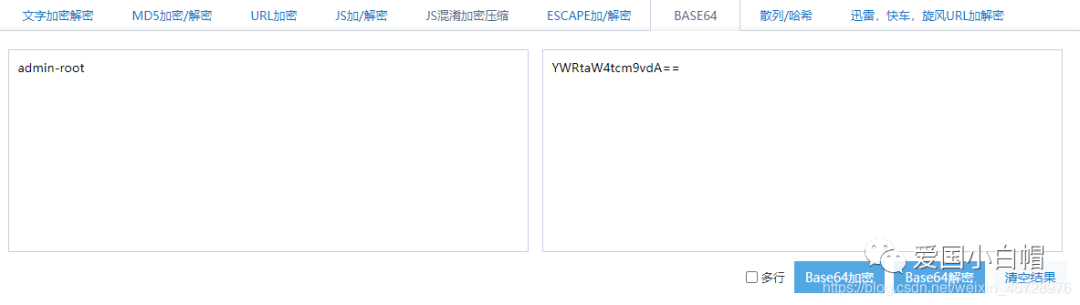 文字加密解密 MD5加密/解密 URL加密 JS加/解密 JS混淆加密压缩 ESCAPE加/解密 BASE64 散列/哈希 迅雷，快车，旋风URL加解密
admin-root YWRtaW4tcm9vdA==
爱国小白帽
多行 Base64加密 Base64解密 清空结果
https://blog.csdn.net/weixin_45728976